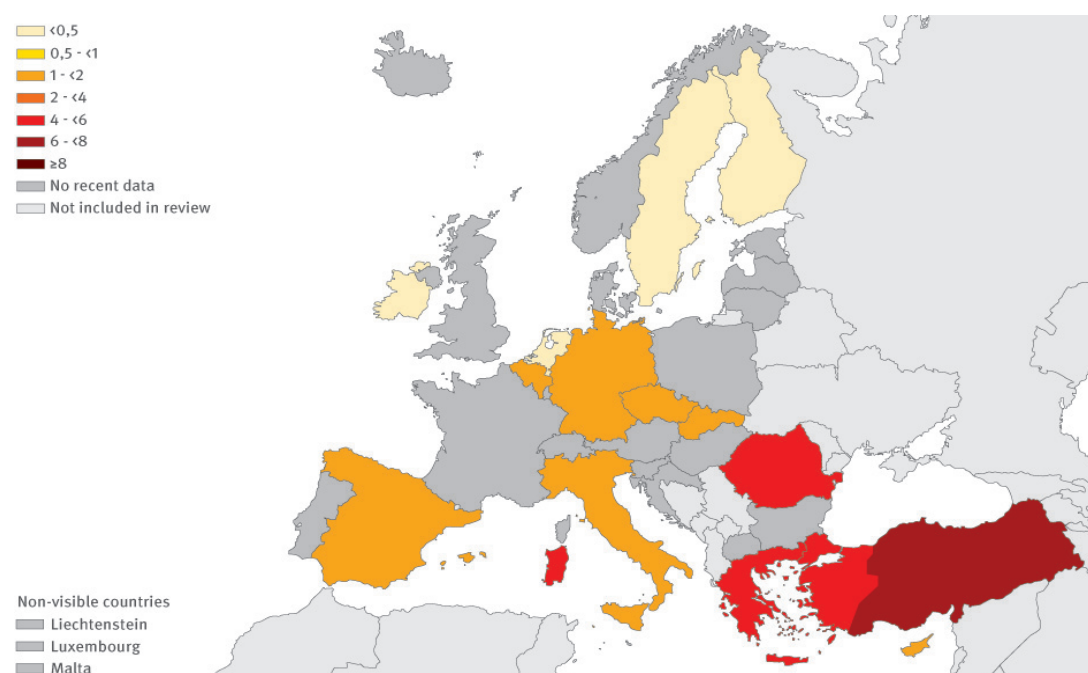 <0,5
0,5 - <1
1 - <2
2 - <4
4 - <6
6 - <8
≥8
No recent data
Not included in review
Non-visible countries
Liechtenstein
Luxembourg
Malta